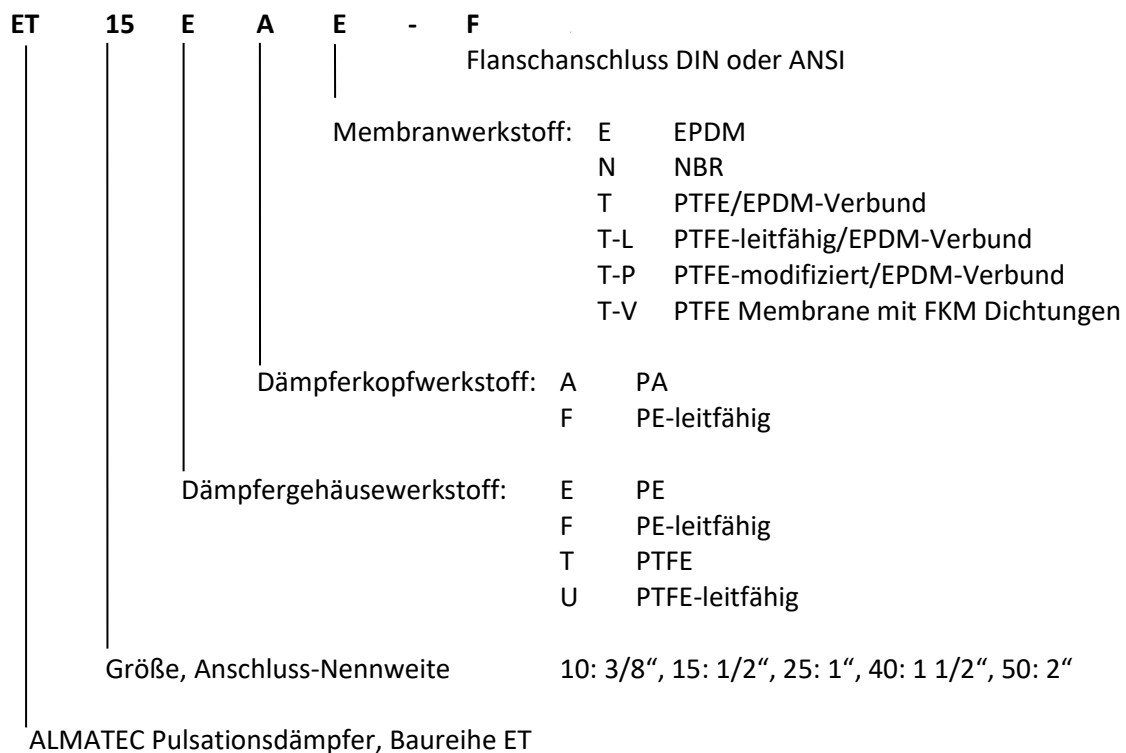 ET 15 E A E - F
Flanschanschluss DIN oder ANSI
Membranwerkstoff: E EPDM
N NBR
T PTFE/EPDM-Verbund
T-L PTFE-leitfähig/EPDM-Verbund
T-P PTFE-modifiziert/EPDM-Verbund
T-V PTFE Membrane mit FKM Dichtungen
Dämpferkopfwerkstoff: A PA
F PE-leitfähig
Dämpfergehäusewerkstoff: E PE
F PE-leitfähig
T PTFE
U PTFE-leitfähig
Größe, Anschluss-Nennweite 10: 3/8“, 15: 1/2“, 25: 1“, 40: 1 1/2“, 50: 2“
ALMATEC Pulsationsdämpfer, Baureihe ET